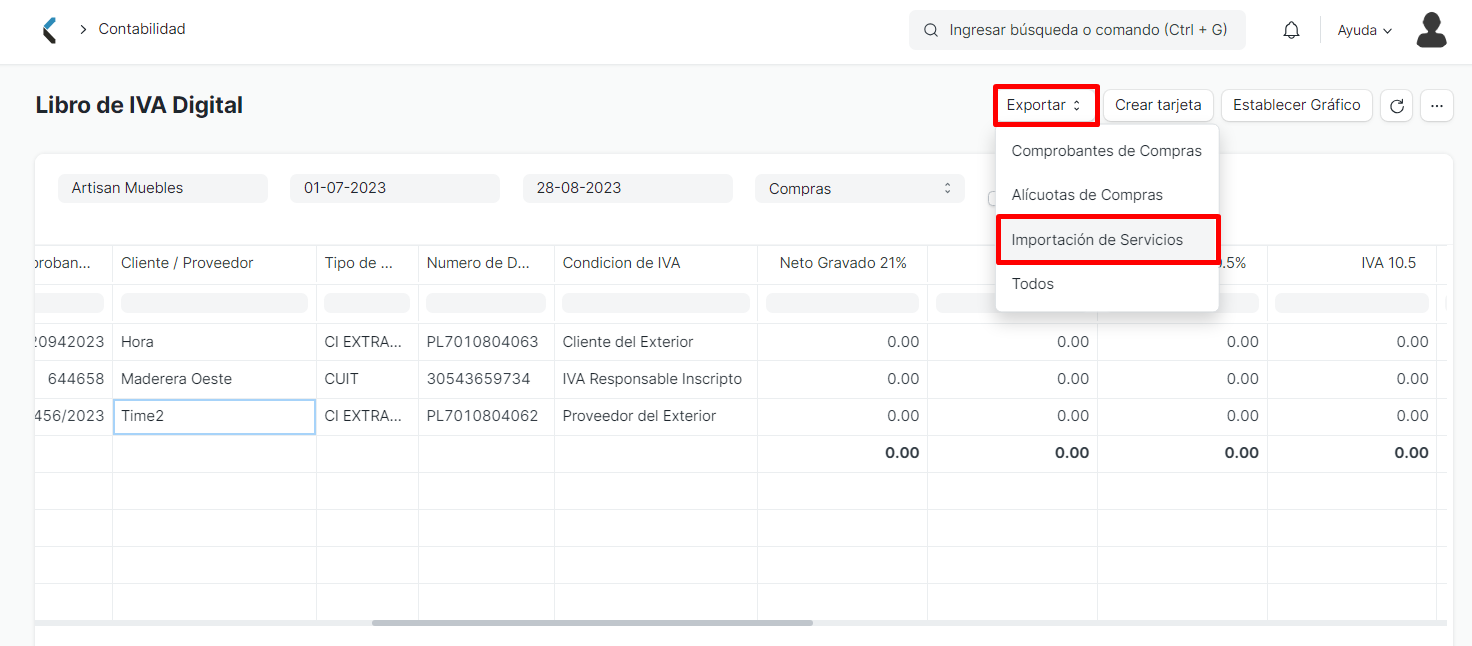 Contabilidad
Ingresar búsqueda o comando (Ctrl + G)
Ayuda
Libro de IVA Digital
Exportar
Crear tarjeta
Establecer Gráfico
Comprobantes de Compras
Alícuotas de Compras
Importación de Servicios
Todos
Artisan Muebles
01-07-2023
28-08-2023
Compras
Cliente / Proveedor Tipo de ... Numero de D... Condicion de IVA Neto Gravado 21% IVA 10.5
20942023 Hora CI EXTRA... PL7010804063 Cliente del Exterior 0.00 0.00 0.00 0.00
644658 Maderera Oeste CUIT 30543659734 IVA Responsable Inscripto 0.00 0.00 0.00 0.00
456/2023 Time2 CI EXTRA... PL7010804062 Proveedor del Exterior 0.00 0.00 0.00 0.00
0.00 0.00 0.00 0.00